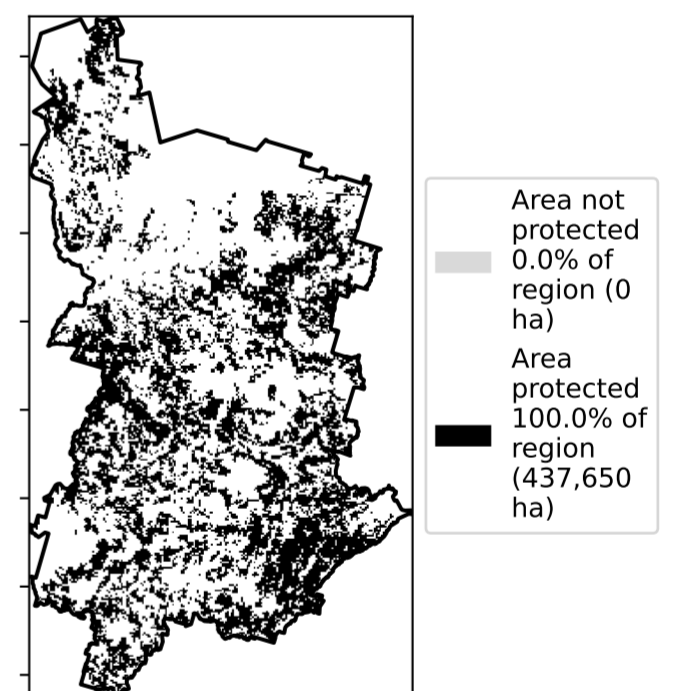 Area not
protected
0.0% of
region (0
ha)
Area
protected
100.0% of
region
(437,650
ha)